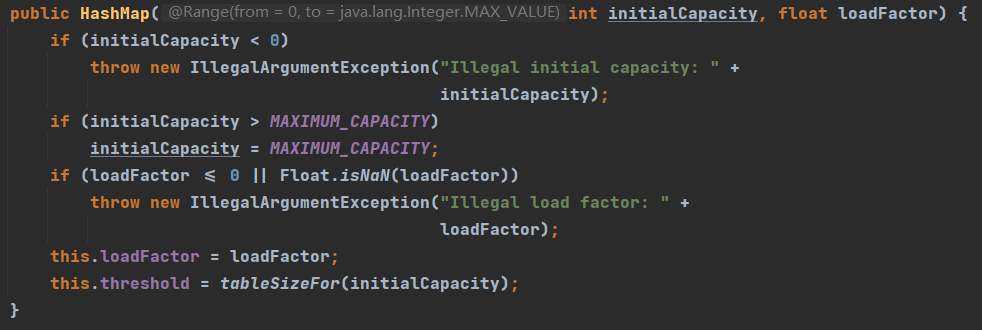 public HashMap( @Range(from = 0, to = java.lang.Integer.MAX_VALUE) int initialCapacity, float loadFactor) {
    if (initialCapacity < 0)
        throw new IllegalArgumentException("Illegal initial capacity: " +
                                           initialCapacity);
    if (initialCapacity > MAXIMUM_CAPACITY)
        initialCapacity = MAXIMUM_CAPACITY;
    if (loadFactor <= 0 || Float.isNaN(loadFactor))
        throw new IllegalArgumentException("Illegal load factor: " +
                                           loadFactor);
    this.loadFactor = loadFactor;
    this.threshold = tableSizeFor(initialCapacity);
}